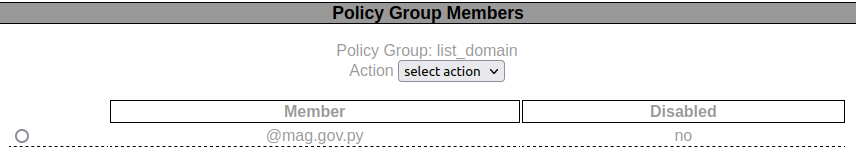 Policy Group Members
Policy Group: list_domain
Action select action
Member Disabled
@mag.gov.py no